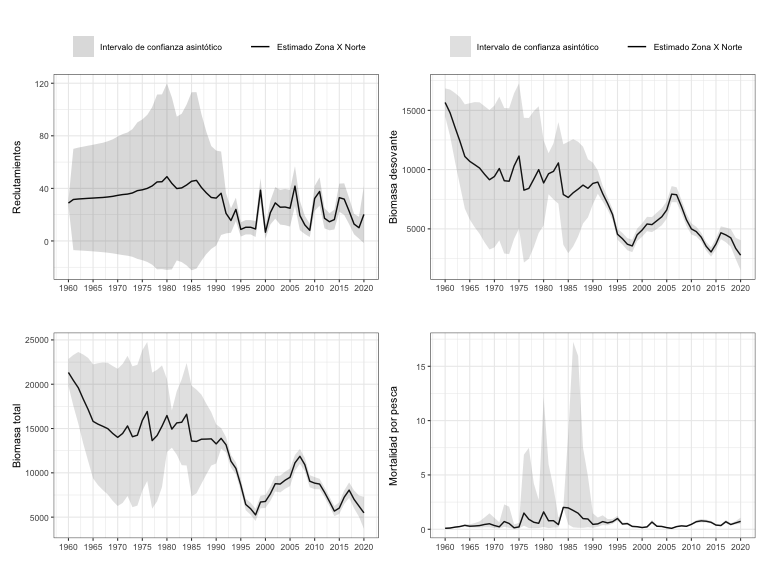 Intervalo de confianza asintótico Estimado Zona X Norte
Intervalo de confianza asintótico Estimado Zona X Norte
Reclutamientos
120
80
40
0
1960 1965 1970 1975 1980 1985 1990 1995 2000 2005 2010 2015 2020
Biomasa desovante
15000
10000
5000
1960 1965 1970 1975 1980 1985 1990 1995 2000 2005 2010 2015 2020
Biomasa total
25000
20000
15000
10000
5000
1960 1965 1970 1975 1980 1985 1990 1995 2000 2005 2010 2015 2020
Mortalidad por pesca
15
10
5
0
1960 1965 1970 1975 1980 1985 1990 1995 2000 2005 2010 2015 2020